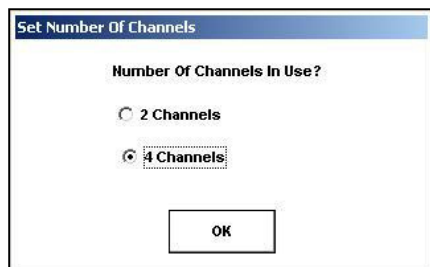 Set Number Of Channels
Number Of Channels In Use?
2 Channels
4 Channels
OK